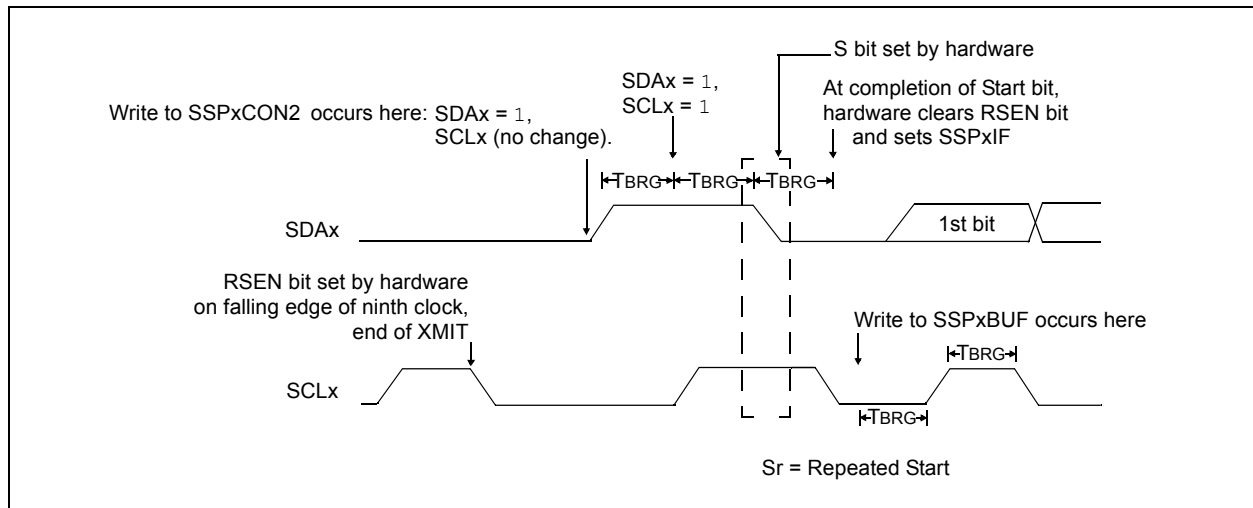 S bit set by hardware
SDAx = 1,
SCLx = 1
At completion of Start bit,
hardware clears RSEN bit
and sets SSPxIF
Write to SSPxCON2 occurs here: SDAx = 1,
SCLx (no change).
TBRG TBRG TBRG
SDAx
1st bit
RSEN bit set by hardware
on falling edge of ninth clock,
end of XMIT
Write to SSPxBUF occurs here
TBRG
SCLx
TBRG
Sr = Repeated Start